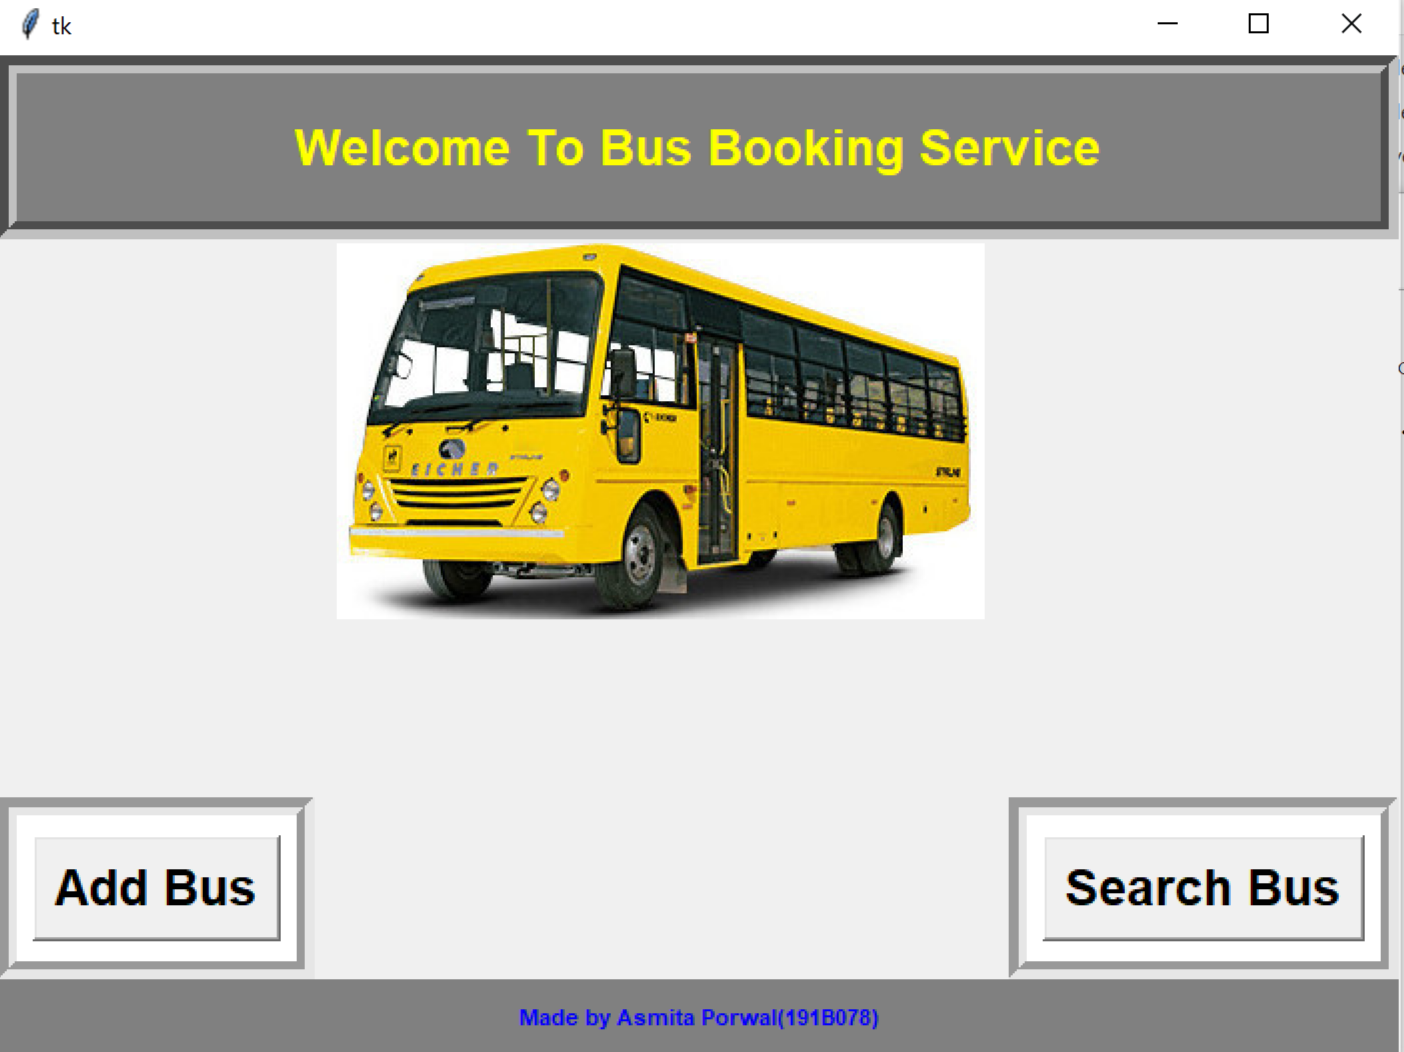 tk
Welcome To Bus Booking Service
EICHER
Add Bus
Search Bus
Made by Asmita Porwal(191B078)